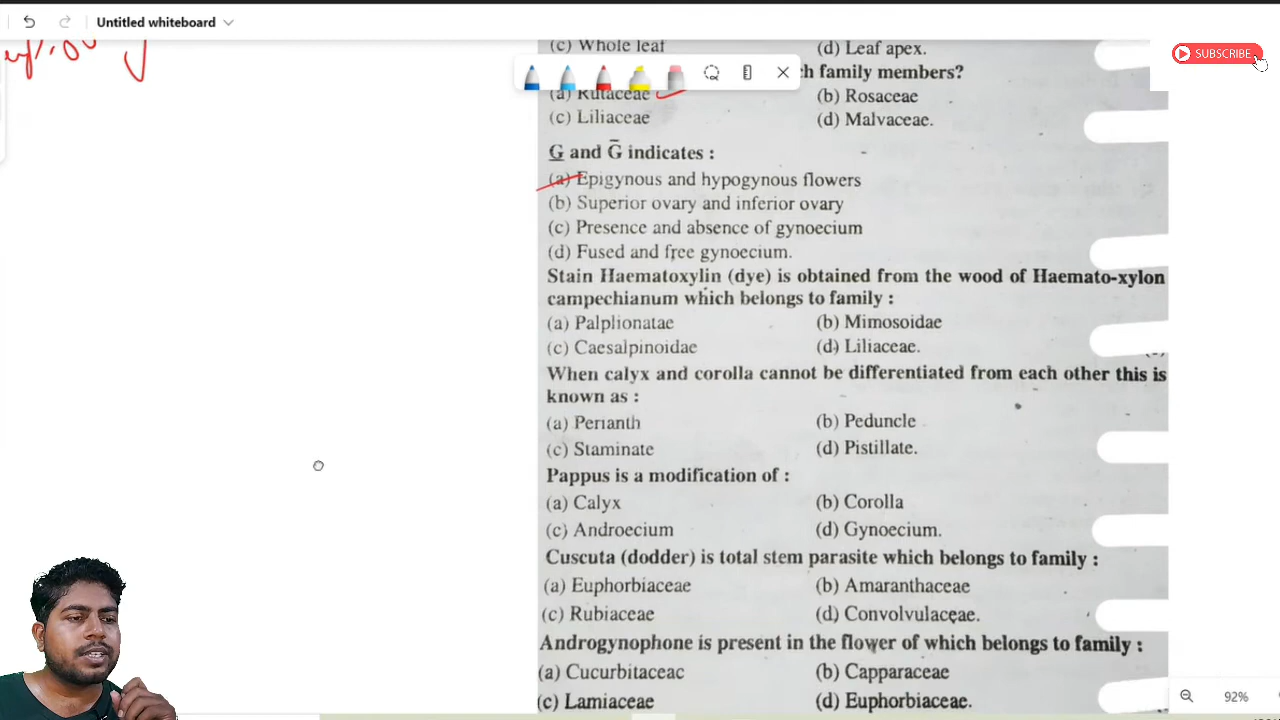 Untitled whiteboard
SUBSCRIBE
(c) Whole leaf (d) Leaf apex.
h family members?
(a) Rutaceae (b) Rosaceae
(c) Liliaceae (d) Malvaceae.
G̲ and G̅ indicates :
(a) Epigynous and hypogynous flowers
(b) Superior ovary and inferior ovary
(c) Presence and absence of gynoecium
(d) Fused and free gynoecium.
Stain Haematoxylin (dye) is obtained from the wood of Haemato-xylon
campechianum which belongs to family :
(a) Palplionatae (b) Mimosoidae
(c) Caesalpinoidae (d) Liliaceae.
When calyx and corolla cannot be differentiated from each other this is
known as :
(a) Perianth (b) Peduncle
(c) Staminate (d) Pistillate.
Pappus is a modification of :
(a) Calyx (b) Corolla
(c) Androecium (d) Gynoecium.
Cuscuta (dodder) is total stem parasite which belongs to family :
(a) Euphorbiaceae (b) Amaranthaceae
(c) Rubiaceae (d) Convolvulaceae.
Androgynophone is present in the flower of which belongs to family :
(a) Cucurbitaceac (b) Capparaceae
(c) Lamiaceae (d) Euphorbiaceae.
92%